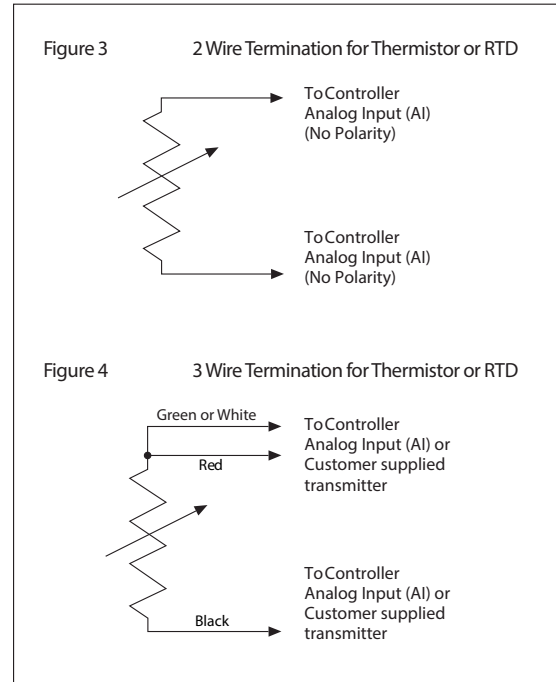 Figure 3 2 Wire Termination for Thermistor or RTD
To Controller
Analog Input (AI)
(No Polarity)
To Controller
Analog Input (AI)
(No Polarity)
Figure 4 3 Wire Termination for Thermistor or RTD
Green or White
To Controller
Analog Input (AI) or
Customer supplied
transmitter
Red
To Controller
Analog Input (AI) or
Customer supplied
transmitter
Black